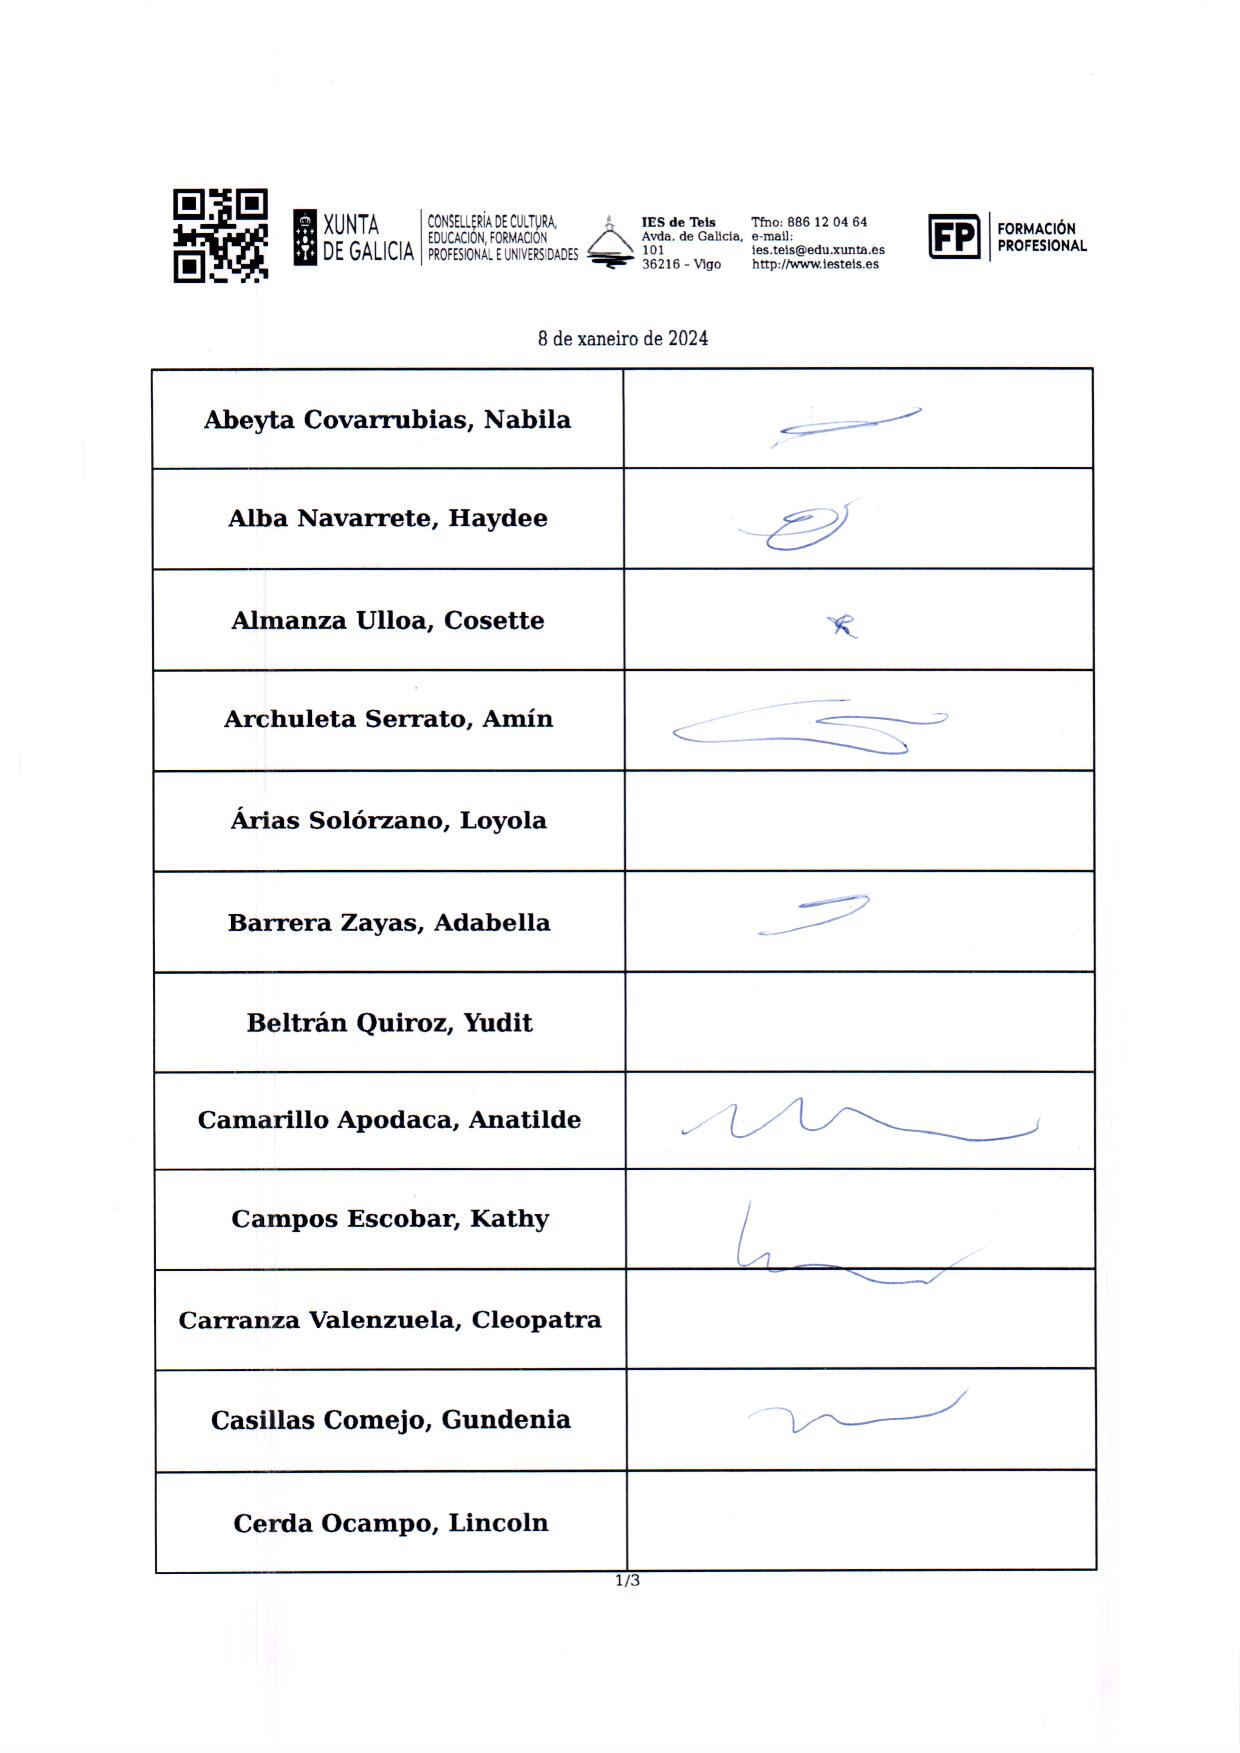 XUNTA
DE GALICIA
CONSELLERÍA DE CULTURA,
EDUCACIÓN, FORMACIÓN
PROFESIONAL E UNIVERSIDADES
IES de Teis
Avda. de Galicia,
101
36216 - Vigo
Tfno: 886 12 04 64
e-mail:
ies.teis@edu.xunta.es
http://www.iesteis.es
FP
FORMACIÓN
PROFESIONAL
8 de xaneiro de 2024
Abeyta Covarrubias, Nabila
Alba Navarrete, Haydee
Almanza Ulloa, Cosette
Archuleta Serrato, Amín
Árias Solórzano, Loyola
Barrera Zayas, Adabella
Beltrán Quiroz, Yudit
Camarillo Apodaca, Anatilde
Campos Escobar, Kathy
Carranza Valenzuela, Cleopatra
Casillas Comejo, Gundenia
Cerda Ocampo, Lincoln
1/3